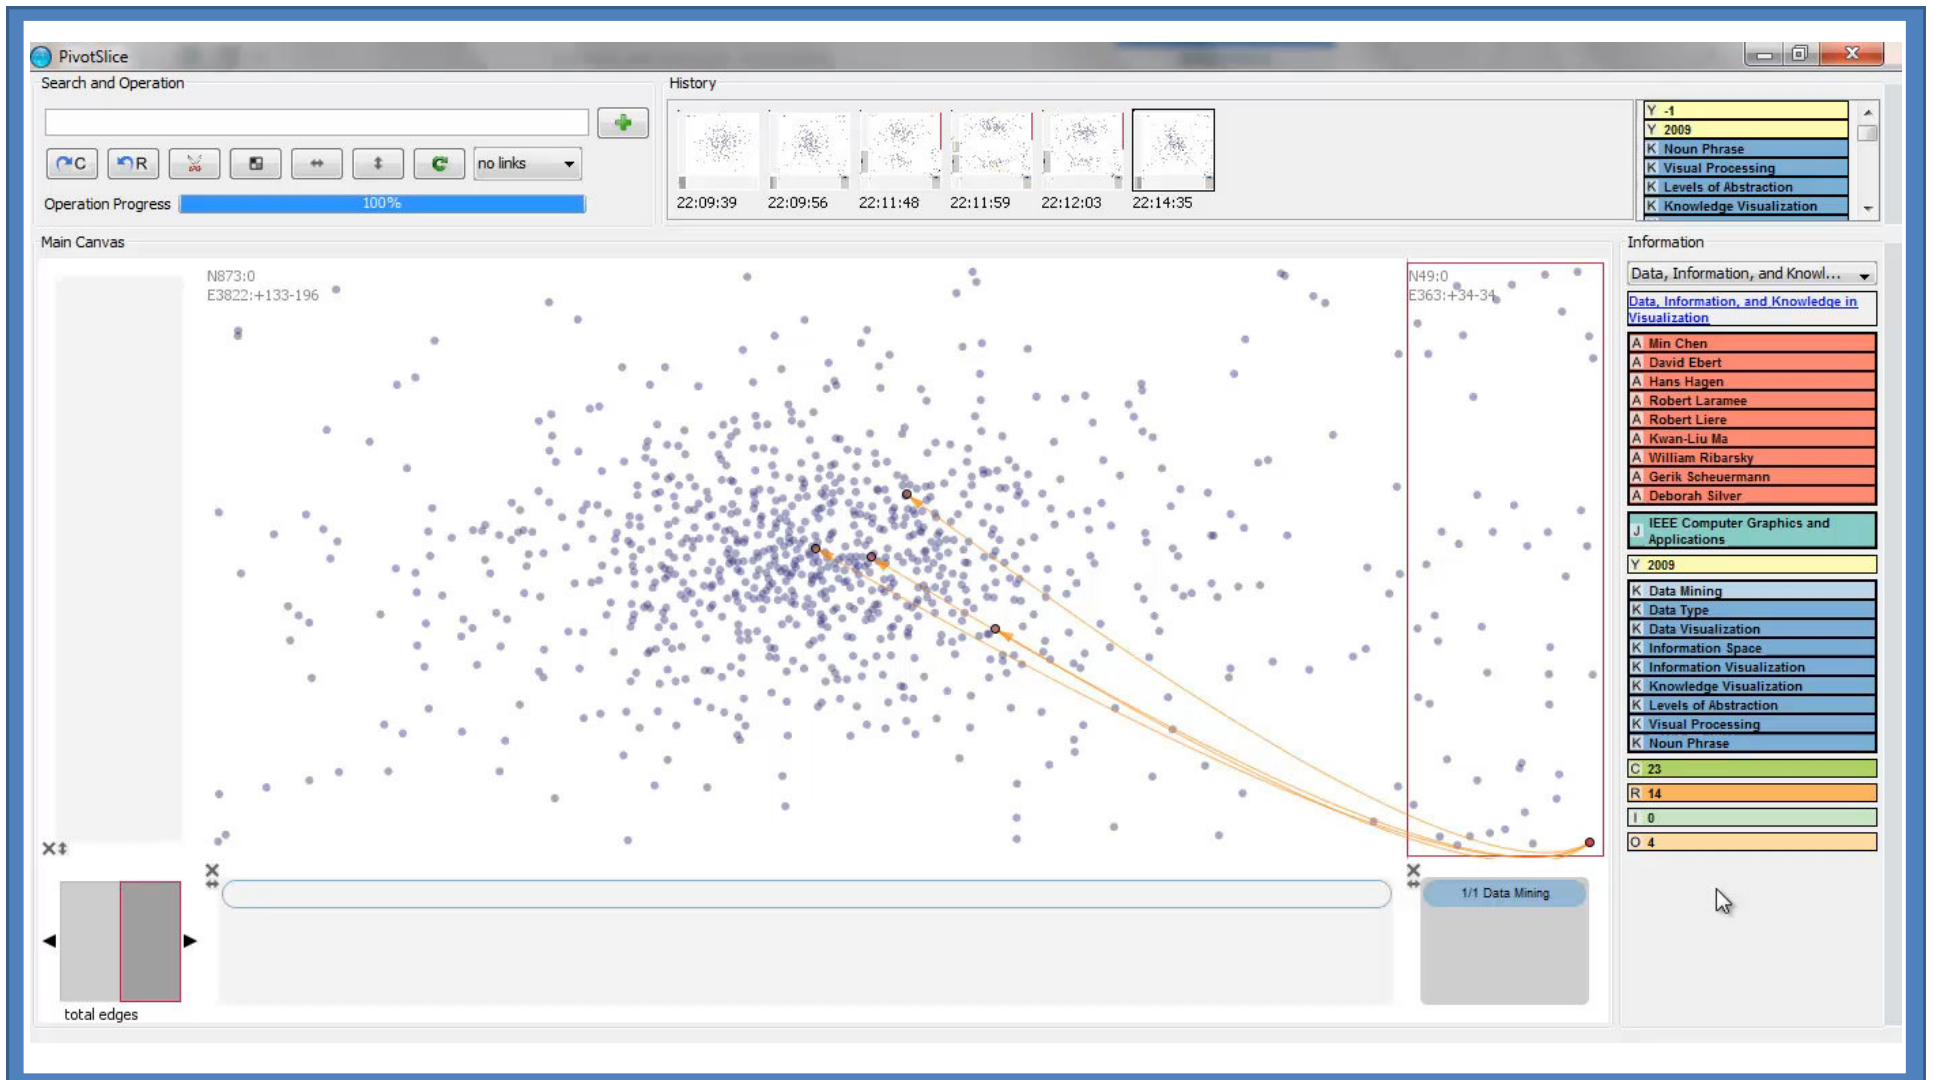 PivotSlice
Search and Operation
C
R
C
no links
Operation Progress
100%
History
22:09:39
22:09:56
22:11:48
22:11:59
22:12:03
22:14:35
Y -1
Y 2009
K Noun Phrase
K Visual Processing
K Levels of Abstraction
K Knowledge Visualization
Main Canvas
N873:0
E3822:+133-196
N49:0
E363:+34-34
1/1 Data Mining
total edges
Information
Data, Information, and Knowl...
Data, Information, and Knowledge in
Visualization
A Min Chen
A David Ebert
A Hans Hagen
A Robert Laramee
A Robert Liere
A Kwan-Liu Ma
A William Ribarsky
A Gerik Scheuermann
A Deborah Silver
J IEEE Computer Graphics and
Applications
Y 2009
K Data Mining
K Data Type
K Data Visualization
K Information Space
K Information Visualization
K Knowledge Visualization
K Levels of Abstraction
K Visual Processing
K Noun Phrase
C 23
R 14
I 0
O 4